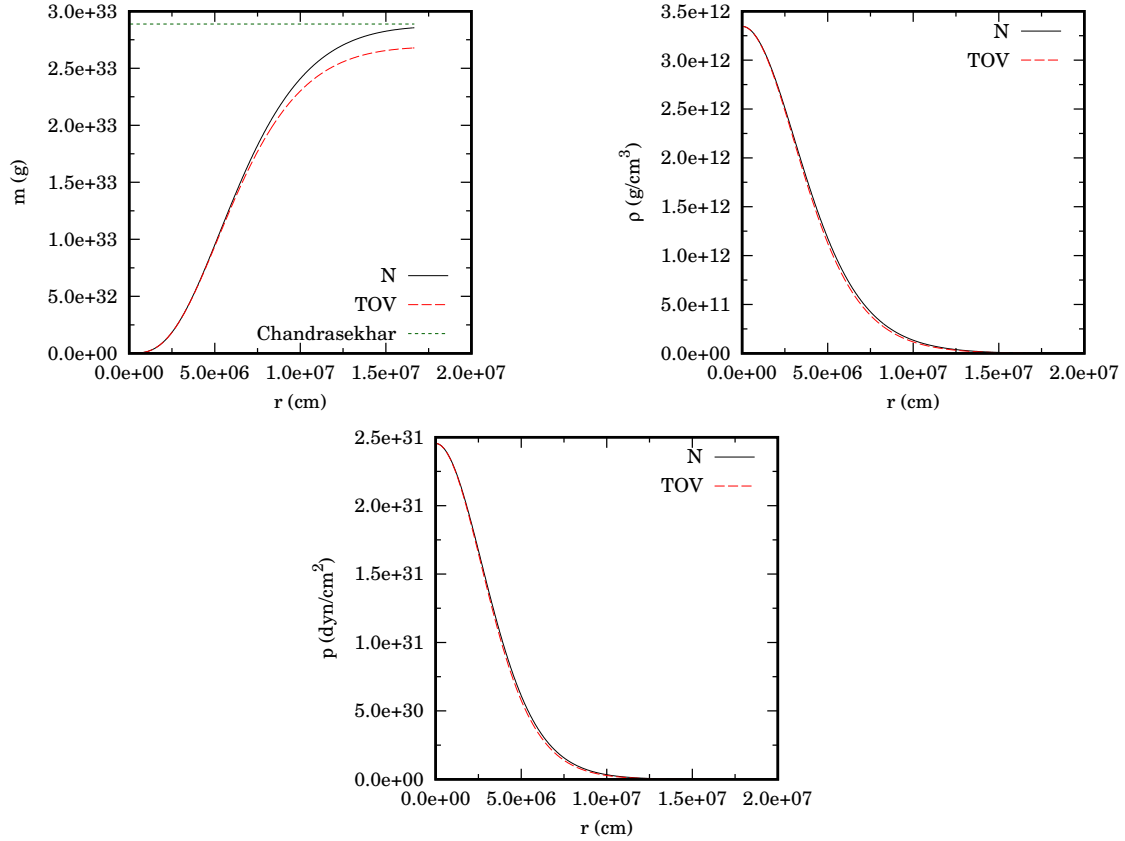 3.0e+33
2.5e+33
2.0e+33
1.5e+33
1.0e+33
5.0e+32
0.0e+00
m (g)
N
TOV
Chandrasekhar
0.0e+00 5.0e+06 1.0e+07 1.5e+07 2.0e+07
r (cm)
3.5e+12
3.0e+12
2.5e+12
2.0e+12
1.5e+12
1.0e+12
5.0e+11
0.0e+00
ρ (g/cm³)
N
TOV
0.0e+00 5.0e+06 1.0e+07 1.5e+07 2.0e+07
r (cm)
2.5e+31
2.0e+31
1.5e+31
1.0e+31
5.0e+30
0.0e+00
p (dyn/cm²)
N
TOV
0.0e+00 5.0e+06 1.0e+07 1.5e+07 2.0e+07
r (cm)